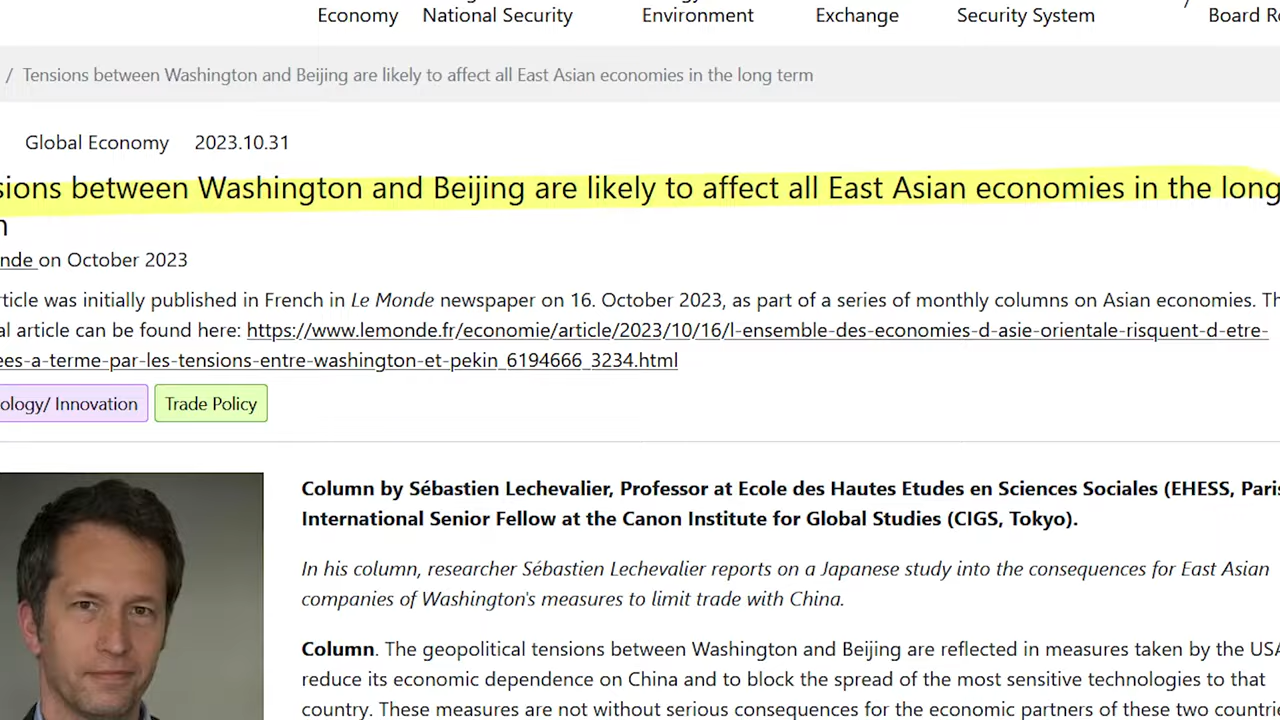 Economy National Security Environment Exchange Security System Board
/ Tensions between Washington and Beijing are likely to affect all East Asian economies in the long term
Global Economy 2023.10.31
sions between Washington and Beijing are likely to affect all East Asian economies in the long
nde on October 2023
rticle was initially published in French in Le Monde newspaper on 16. October 2023, as part of a series of monthly columns on Asian economies. Th
al article can be found here: https://www.lemonde.fr/economie/article/2023/10/16/l-ensemble-des-economies-d-asie-orientale-risquent-d-etre-
ees-a-terme-par-les-tensions-entre-washington-et-pekin_6194666_3234.html
ology/ Innovation Trade Policy
Column by Sébastien Lechevalier, Professor at Ecole des Hautes Etudes en Sciences Sociales (EHESS, Paris
International Senior Fellow at the Canon Institute for Global Studies (CIGS, Tokyo).
In his column, researcher Sébastien Lechevalier reports on a Japanese study into the consequences for East Asian
companies of Washington's measures to limit trade with China.
Column. The geopolitical tensions between Washington and Beijing are reflected in measures taken by the USA
reduce its economic dependence on China and to block the spread of the most sensitive technologies to that
country. These measures are not without serious consequences for the economic partners of these two countrie